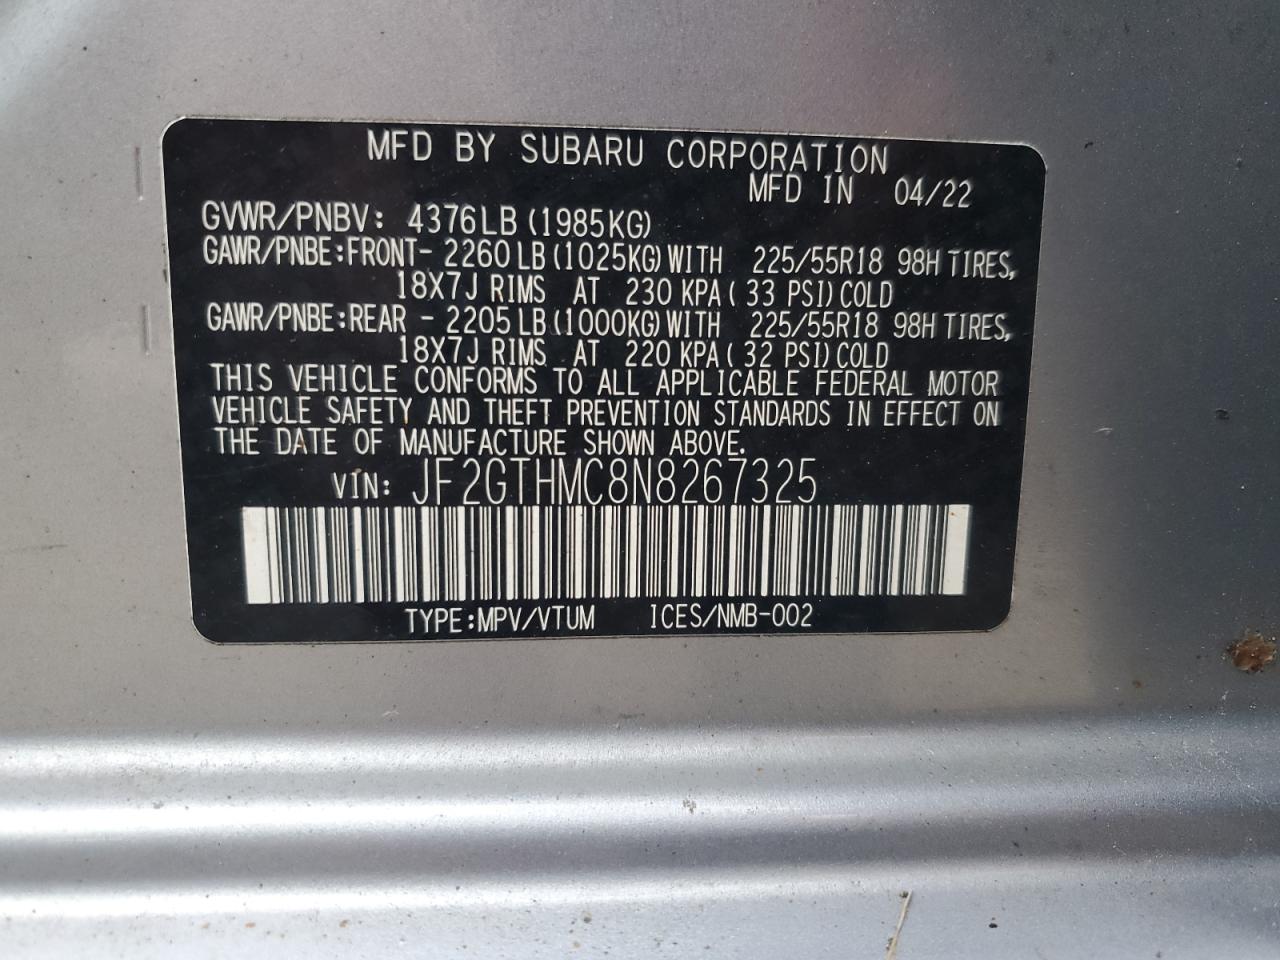 MFD BY SUBARU CORPORATION
MFD IN 04/22
GVWR/PNBV: 4376LB(1985KG)
GAWR/PNBE:FRONT-2260LB(1025KG)WITH 225/55R18 98H TIRES,
18X7J RIMS AT 230 KPA( 33 PSI)COLD
GAWR/PNBE:REAR -2205LB(1000KG)WITH 225/55R18 98H TIRES,
18X7J RIMS AT 220 KPA( 32 PSI)COLD
THIS VEHICLE CONFORMS TO ALL APPLICABLE FEDERAL MOTOR
VEHICLE SAFETY AND THEFT PREVENTION STANDARDS IN EFFECT ON
THE DATE OF MANUFACTURE SHOWN ABOVE.
VIN: JF2GTHMC8N8267325
TYPE:MPV/VTUM ICES/NMB-002